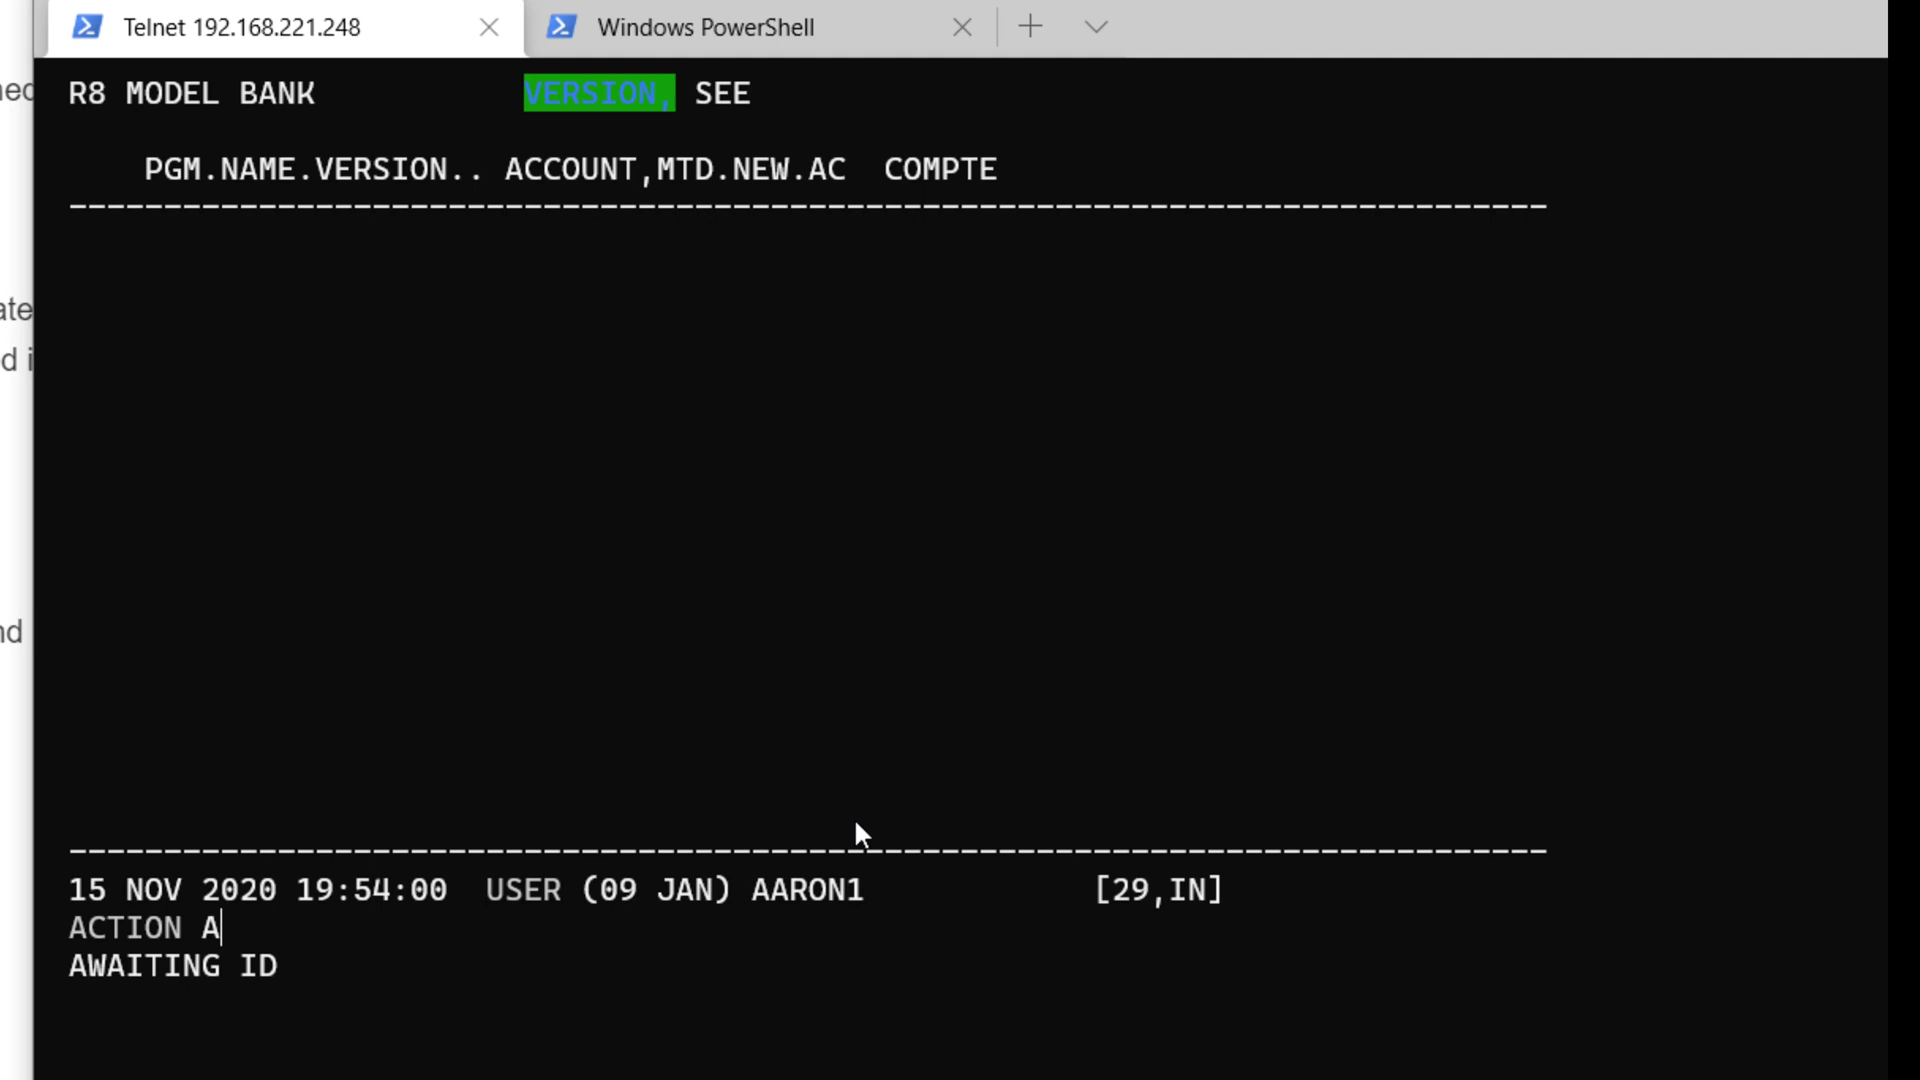 Telnet 192.168.221.248
Windows PowerShell
R8 MODEL BANK VERSION, SEE
PGM.NAME.VERSION.. ACCOUNT,MTD.NEW.AC COMPTE
--------------------------------------------------------------------------------
--------------------------------------------------------------------------------
15 NOV 2020 19:54:00 USER (09 JAN) AARON1 [29,IN]
ACTION A
AWAITING ID